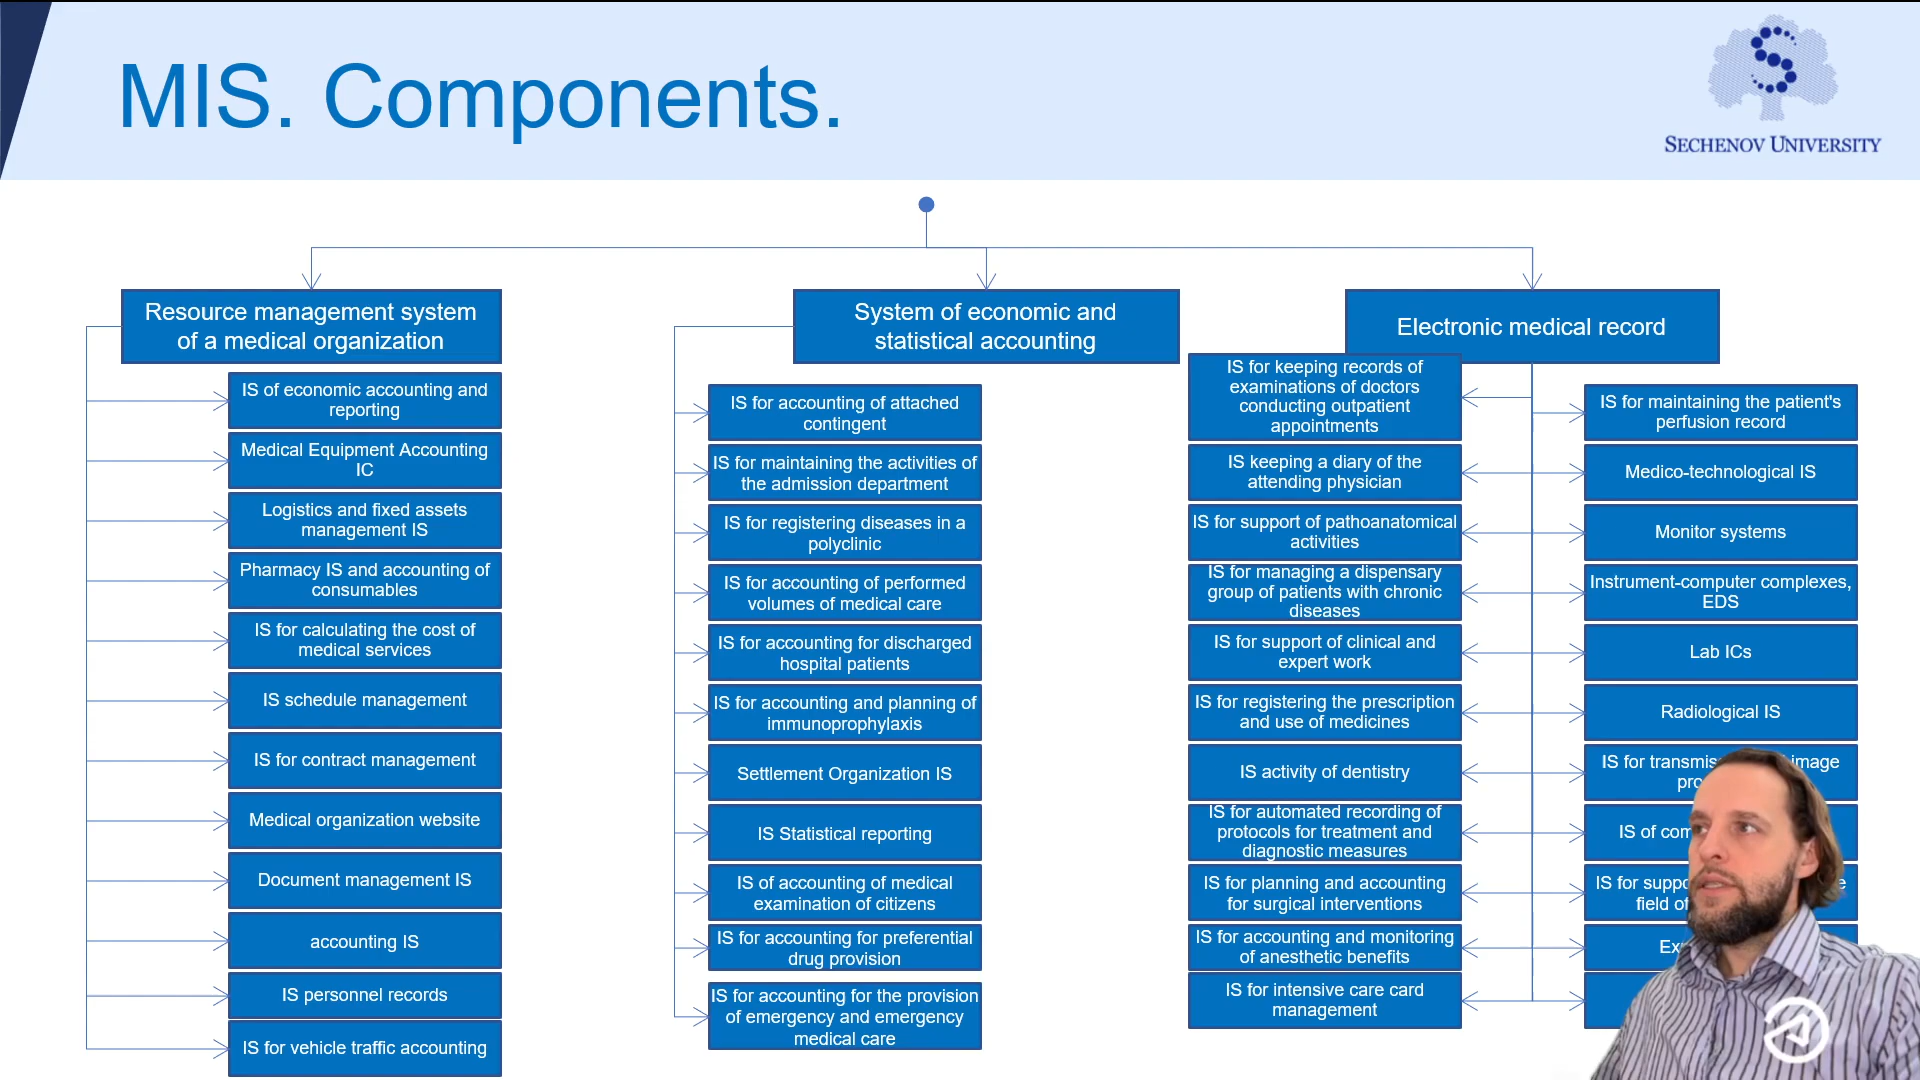 MIS. Components.
SECHENOV UNIVERSITY
Resource management system
of a medical organization
IS of economic accounting and
reporting
Medical Equipment Accounting
IC
Logistics and fixed assets
management IS
Pharmacy IS and accounting of
consumables
IS for calculating the cost of
medical services
IS schedule management
IS for contract management
Medical organization website
Document management IS
accounting IS
IS personnel records
IS for vehicle traffic accounting
System of economic and
statistical accounting
IS for accounting of attached
contingent
IS for maintaining the activities of
the admission department
IS for registering diseases in a
polyclinic
IS for accounting of performed
volumes of medical care
IS for accounting for discharged
hospital patients
IS for accounting and planning of
immunoprophylaxis
Settlement Organization IS
IS Statistical reporting
IS of accounting of medical
examination of citizens
IS for accounting for preferential
drug provision
IS for accounting for the provision
of emergency and emergency
medical care
Electronic medical record
IS for keeping records of
examinations of doctors
conducting outpatient
appointments
IS keeping a diary of the
attending physician
IS for support of pathoanatomical
activities
IS for managing a dispensary
group of patients with chronic
diseases
IS for support of clinical and
expert work
IS for registering the prescription
and use of medicines
IS activity of dentistry
IS for automated recording of
protocols for treatment and
diagnostic measures
IS for planning and accounting
for surgical interventions
IS for accounting and monitoring
of anesthetic benefits
IS for intensive care card
management
IS for maintaining the patient's
perfusion record
Medico-technological IS
Monitor systems
Instrument-computer complexes,
EDS
Lab ICs
Radiological IS
IS for image
IS of
IS for
field of